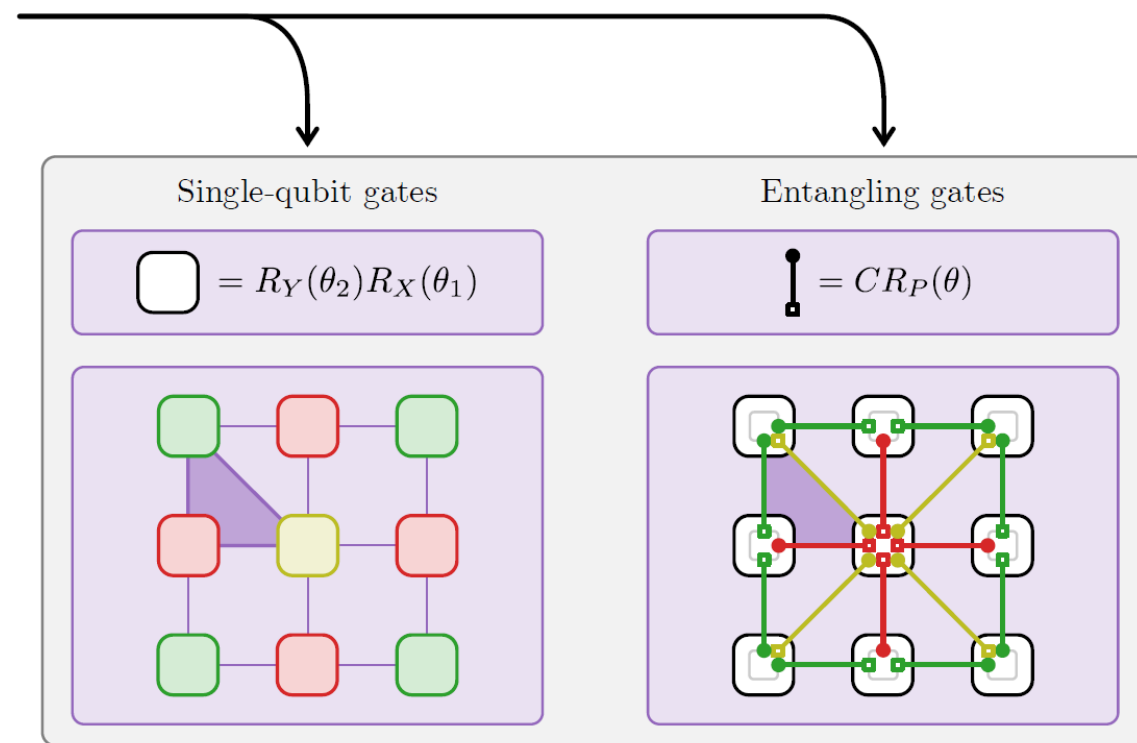 Single-qubit gates
Entangling gates
= R_Y(θ_2)R_X(θ_1)
= CR_P(θ)